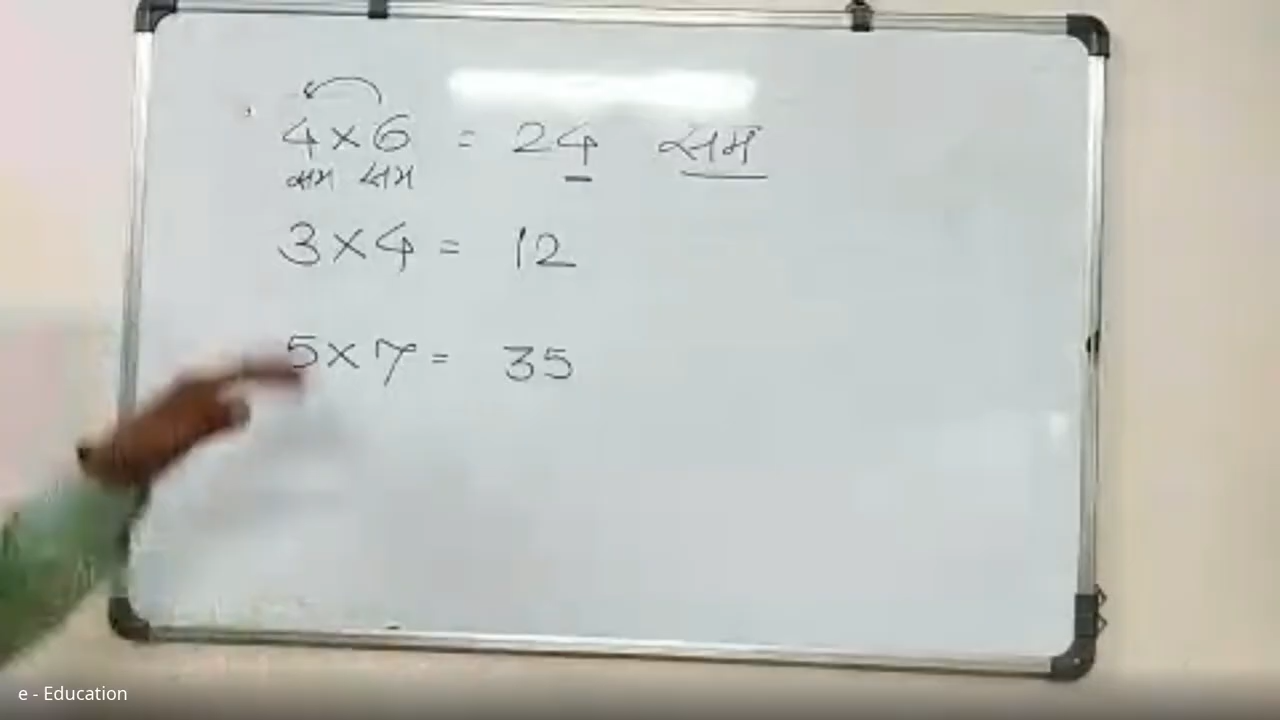 4 × 6 = 24 સમ
સમ સમ
3 × 4 = 12
5 × 7 = 35
e - Education